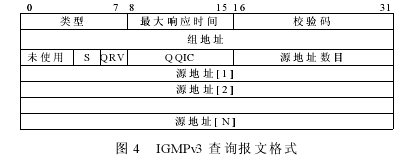 0 7 8 15 16 31
类型 最大响应时间 校验码
组地址
未使用 S QRV QQIC 源地址数目
源地址[1]
源地址[2]
源地址[N]
图4 IGMPv3 查询报文格式